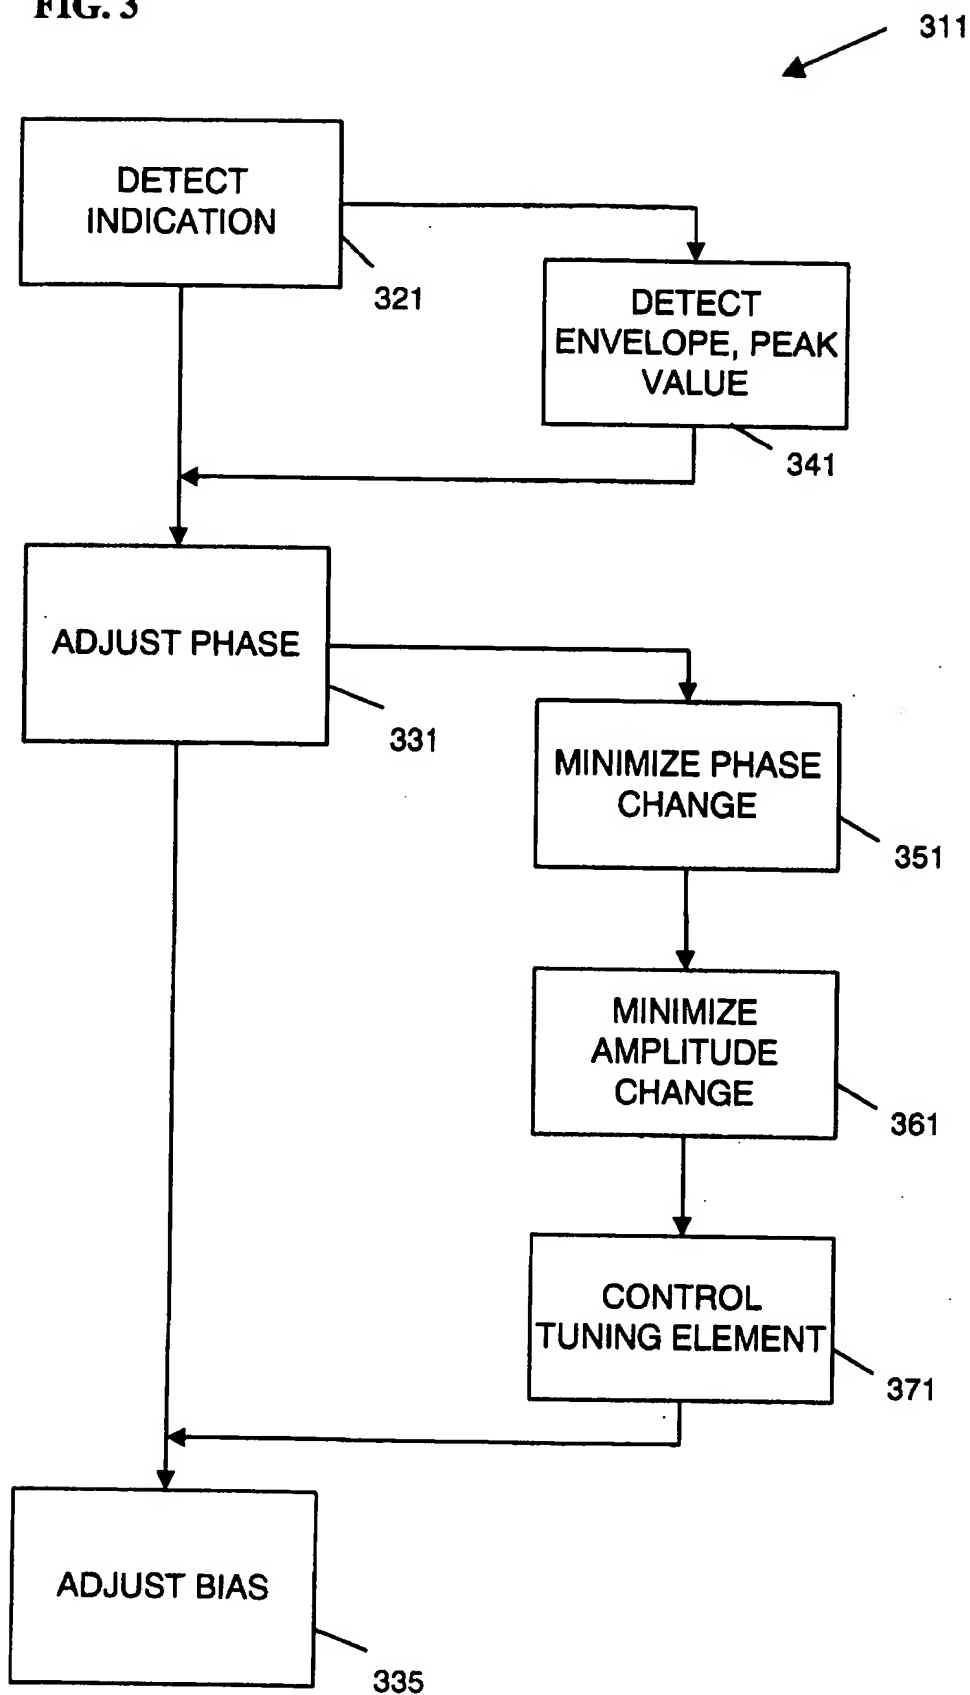 FIG. 3
311
DETECT
INDICATION
321
DETECT
ENVELOPE, PEAK
VALUE
341
ADJUST PHASE
331
MINIMIZE PHASE
CHANGE
351
MINIMIZE
AMPLITUDE
CHANGE
361
CONTROL
TUNING ELEMENT
371
ADJUST BIAS
335